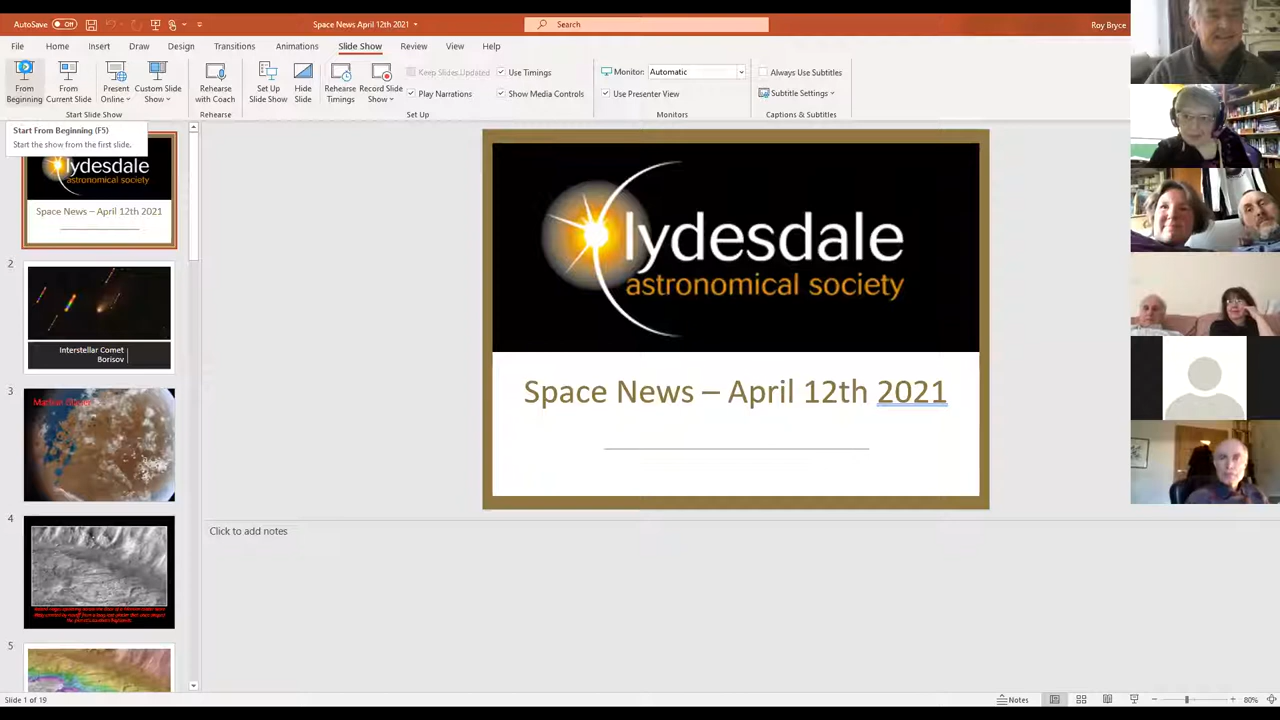 AutoSave Off
Space News April 12th 2021
Search
Roy Bryce
File Home Insert Draw Design Transitions Animations Slide Show Review View Help
From Beginning
From Current Slide
Present Online
Custom Slide Show
Start Slide Show
Rehearse with Coach
Rehearse
Set Up Slide Show
Hide Slide
Rehearse Timings
Record Slide Show
Keep Slides Updated
Play Narrations
Use Timings
Show Media Controls
Set Up
Monitor: Automatic
Use Presenter View
Monitors
Always Use Subtitles
Subtitle Settings
Captions & Subtitles
Start From Beginning (F5)
Start the show from the first slide.
lydesdale
astronomical society
Space News – April 12th 2021
2
Interstellar Comet
Borisov
3
4
5
lydesdale
astronomical society
Space News – April 12th 2021
Click to add notes
Slide 1 of 19
Notes
80%